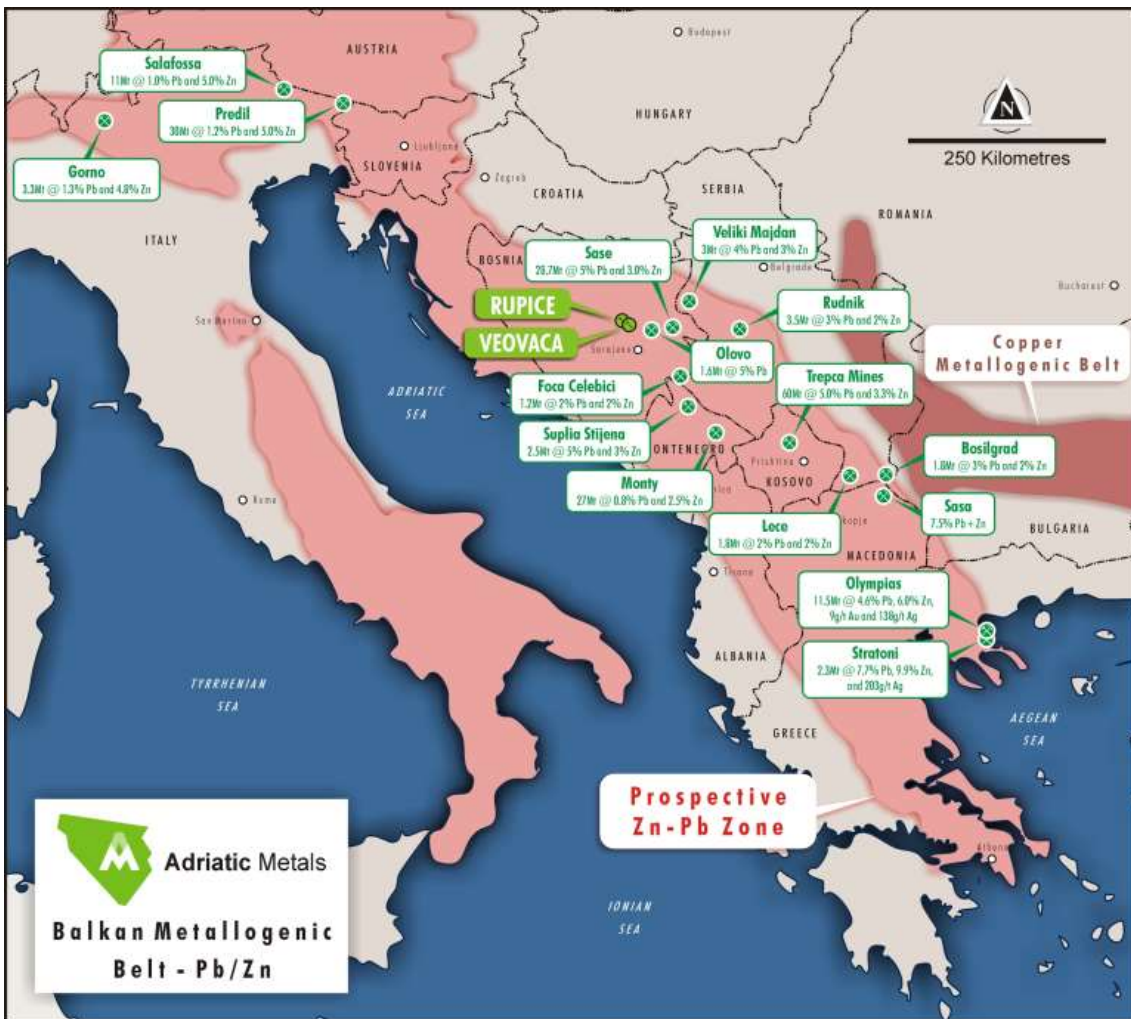 AUSTRIA
Budapest
Salafossa
11Mt @ 1.0% Pb and 5.0% Zn
Predil
30Mt @ 1.2% Pb and 5.0% Zn
HUNGARY
N
250 Kilometres
Ljubljana
SLOVENIA
Gorno
3.3Mt @ 1.3% Pb and 4.8% Zn
Zagreb
CROATIA
SERBIA
ROMANIA
ITALY
BOSNIA
Sase
28.7Mt @ 5% Pb and 3.0% Zn
Veliki Majdan
3Mt @ 4% Pb and 3% Zn
Belgrade
Bucharest
RUPICE
VEOVACA
San Marino
Sarajevo
Rudnik
3.5Mt @ 3% Pb and 2% Zn
Olovo
1.6Mt @ 5% Pb
Copper
Metallogenic Belt
ADRIATIC
SEA
Foca Celebici
1.2Mt @ 2% Pb and 2% Zn
Trepca Mines
60Mt @ 5.0% Pb and 3.3% Zn
Suplia Stijena
2.5Mt @ 5% Pb and 3% Zn
ONTENEGRO
Prishtina
KOSOVO
Bosilgrad
1.8Mt @ 3% Pb and 2% Zn
Monty
27Mt @ 0.8% Pb and 2.9% Zn
Roma
Lece
1.8Mt @ 2% Pb and 2% Zn
kopje
Sasa
7.5% Pb + Zn
BULGARIA
MACEDONIA
Tirana
Olympias
11.5Mt @ 4.6% Pb, 6.0% Zn,
9g/t Au and 138g/t Ag
Stratoni
2.3Mt @ 7.7% Pb, 9.9% Zn,
and 203g/t Ag
ALBANIA
TYRRHENIAN
SEA
GREECE
AEGEAN
SEA
Prospective
Zn-Pb Zone
Athens
IONIAN
SEA
M
Adriatic Metals
Balkan Metallogenic
Belt - Pb/Zn